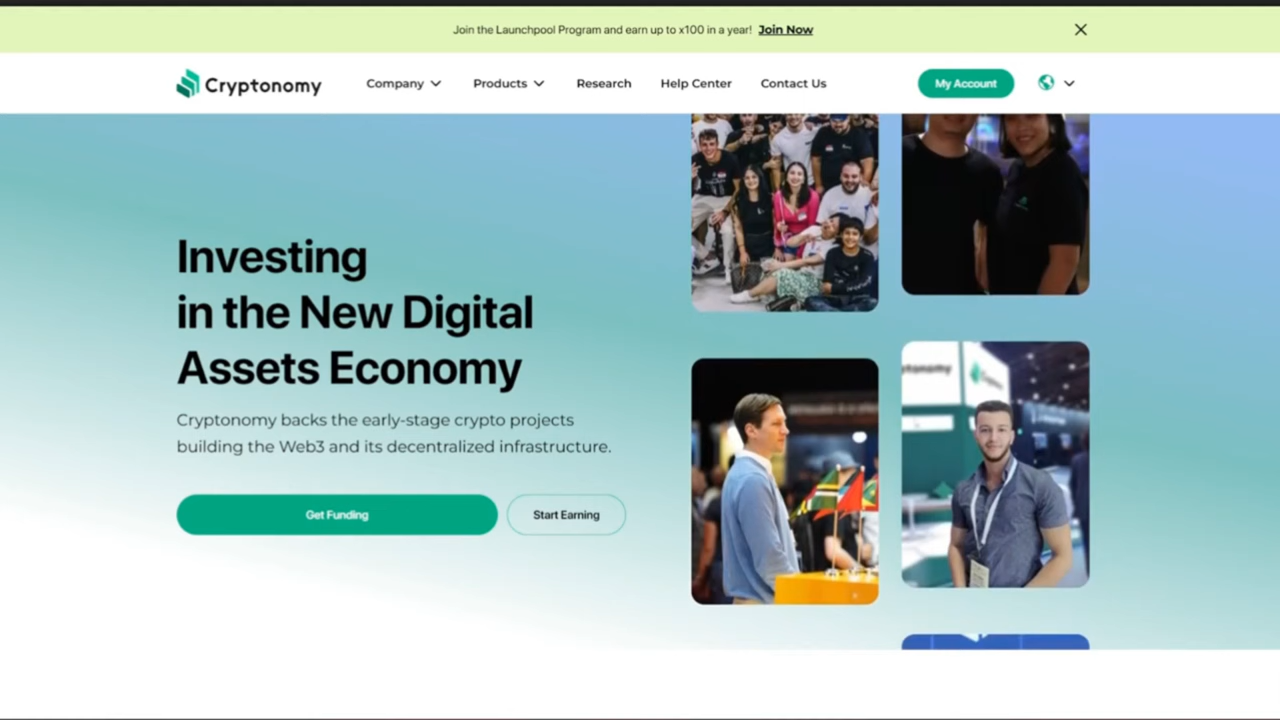 Join the Launchpool Program and earn up to x100 in a year! Join Now
Cryptonomy
Company
Products
Research
Help Center
Contact Us
My Account
Investing
in the New Digital
Assets Economy
Cryptonomy backs the early-stage crypto projects
building the Web3 and its decentralized infrastructure.
Get Funding
Start Earning